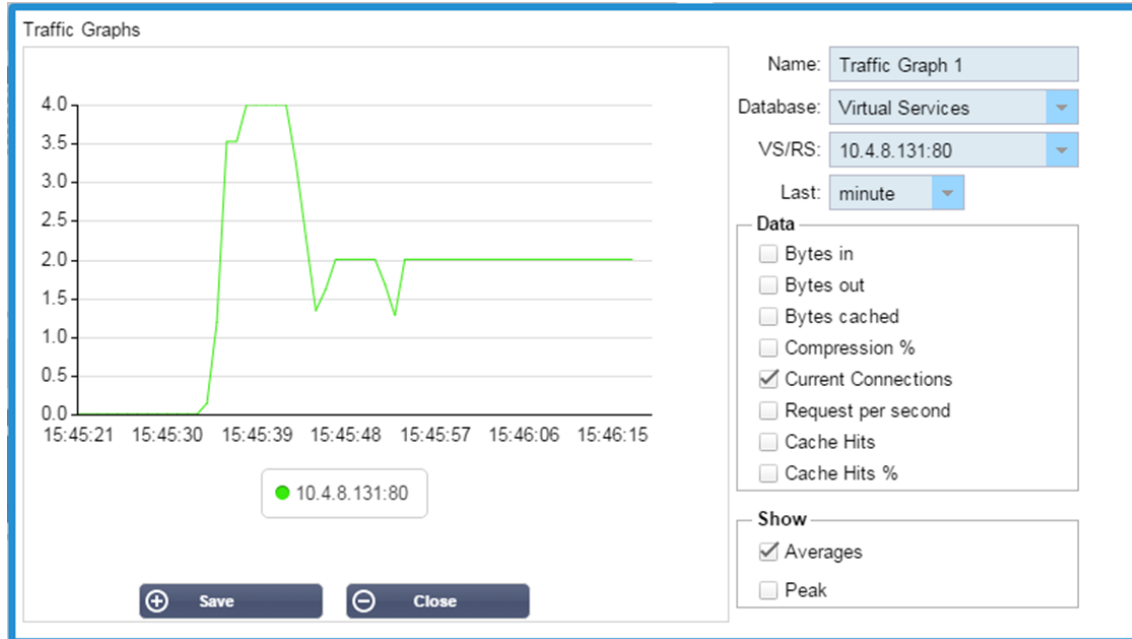 Traffic Graphs
4.0
3.5
3.0
2.5
2.0
1.5
1.0
0.5
0.0
15:45:21 15:45:30 15:45:39 15:45:48 15:45:57 15:46:06 15:46:15
10.4.8.131:80
Save Close
Name: Traffic Graph 1
Database: Virtual Services
VS/RS: 10.4.8.131:80
Last: minute
Data
Bytes in
Bytes out
Bytes cached
Compression %
Current Connections
Request per second
Cache Hits
Cache Hits %
Show
Averages
Peak